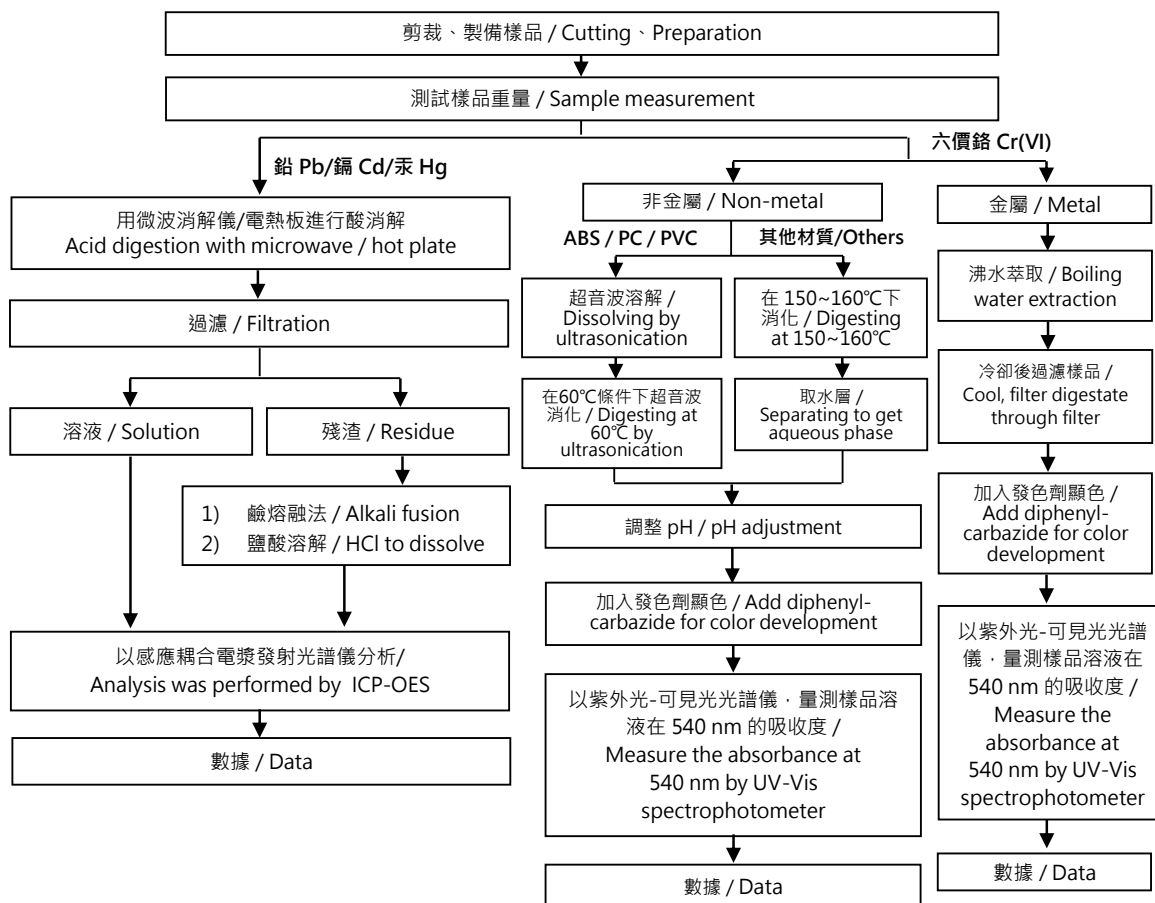 剪裁、製備樣品 / Cutting、Preparation
測試樣品重量 / Sample measurement
鉛 Pb/鎘 Cd/汞 Hg
用微波消解儀/電熱板進行酸消解
Acid digestion with microwave / hot plate
過濾 / Filtration
溶液 / Solution
殘渣 / Residue
1) 鹼熔融法 / Alkali fusion
2) 鹽酸溶解 / HCl to dissolve
以感應耦合電漿發射光譜儀分析/
Analysis was performed by ICP-OES
數據 / Data
六價鉻 Cr(VI)
非金屬 / Non-metal
ABS / PC / PVC
超音波溶解 /
Dissolving by
ultrasonication
在60℃條件下超音波
消化 / Digesting at
60℃ by
ultrasonication
其他材質/Others
在 150~160℃下
消化 / Digesting
at 150~160℃
取水層 /
Separating to get
aqueous phase
調整 pH / pH adjustment
加入發色劑顯色 / Add diphenyl-
carbazide for color development
以紫外光-可見光光譜儀，量測樣品溶
液在 540 nm 的吸收度 /
Measure the absorbance at
540 nm by UV-Vis
spectrophotometer
數據 / Data
金屬 / Metal
沸水萃取 / Boiling
water extraction
冷卻後過濾樣品 /
Cool, filter digestate
through filter
加入發色劑顯色 /
Add diphenyl-
carbazide for color
development
以紫外光-可見光光譜
儀，量測樣品溶液在
540 nm 的吸收度 /
Measure the
absorbance at
540 nm by UV-Vis
spectrophotometer
數據 / Data